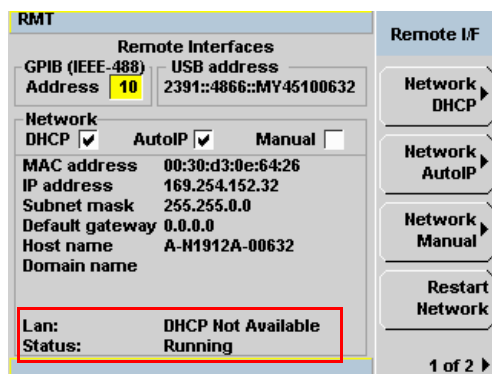 RMT
Remote Interfaces
GPIB (IEEE-488)
Address 10
USB address
2391::4866::MY45100632
Network
DHCP AutoIP Manual
MAC address 00:30:d3:0e:64:26
IP address 169.254.152.32
Subnet mask 255.255.0.0
Default gateway 0.0.0.0
Host name A-N1912A-00632
Domain name
Lan: DHCP Not Available
Status: Running
Remote I/F
Network
DHCP
Network
AutoIP
Network
Manual
Restart
Network
1 of 2